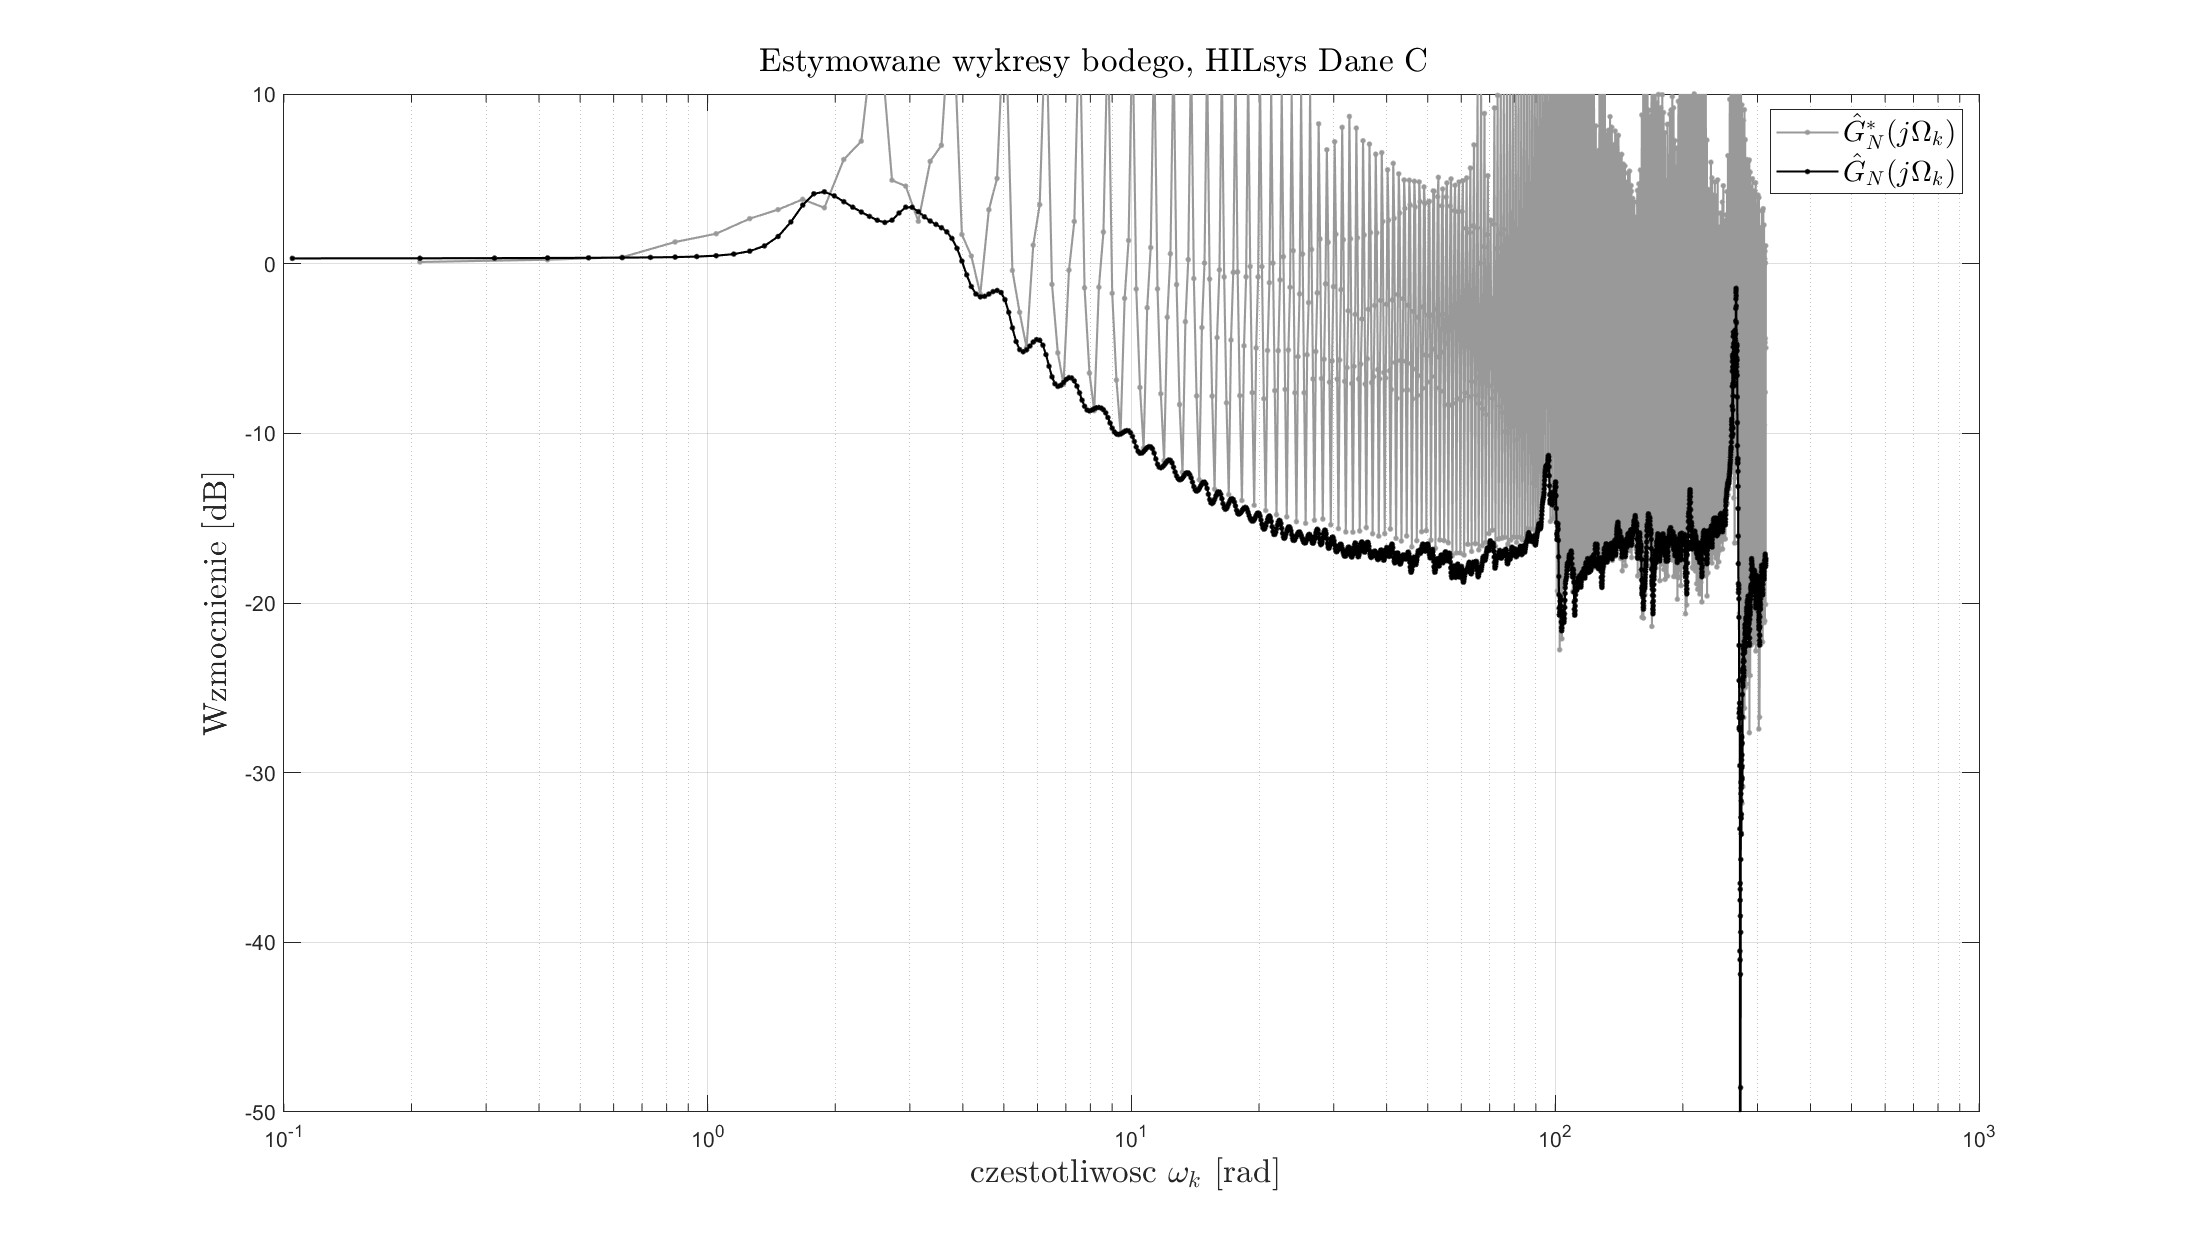 Estymowane wykresy bodego, HILsys Dane C
10
0
-10
-20
-30
-40
-50
Wzmocnienie [dB]
10^-1
10^0
10^1
10^2
10^3
czestotliwosc ω_k [rad]
Ĝ*_N(jΩ_k)
Ĝ_N(jΩ_k)